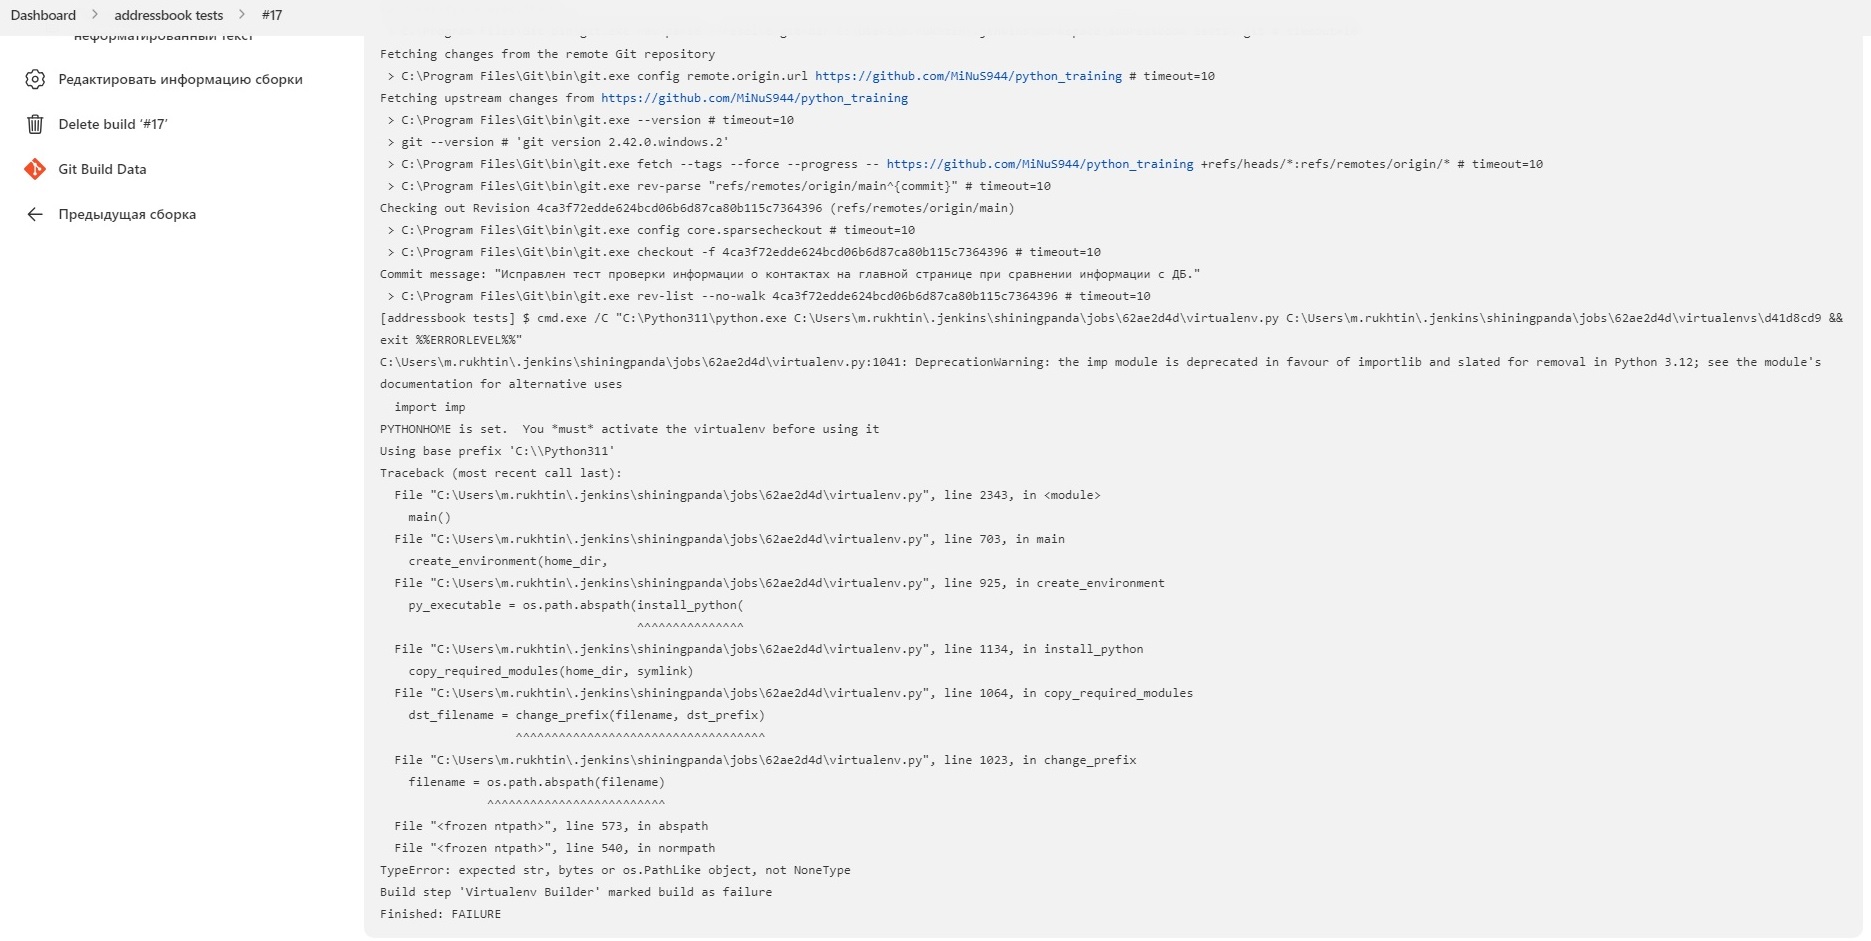 Dashboard > addressbook tests > #17
неформатированный текст
Редактировать информацию сборки
Delete build ‘#17’
Git Build Data
Предыдущая сборка
Fetching changes from the remote Git repository
> C:\Program Files\Git\bin\git.exe config remote.origin.url https://github.com/MiNuS944/python_training # timeout=10
Fetching upstream changes from https://github.com/MiNuS944/python_training
> C:\Program Files\Git\bin\git.exe --version # timeout=10
> git --version # 'git version 2.42.0.windows.2'
> C:\Program Files\Git\bin\git.exe fetch --tags --force --progress -- https://github.com/MiNuS944/python_training +refs/heads/*:refs/remotes/origin/* # timeout=10
> C:\Program Files\Git\bin\git.exe rev-parse "refs/remotes/origin/main^{commit}" # timeout=10
Checking out Revision 4ca3f72edde624bcd06b6d87ca80b115c7364396 (refs/remotes/origin/main)
> C:\Program Files\Git\bin\git.exe config core.sparsecheckout # timeout=10
> C:\Program Files\Git\bin\git.exe checkout -f 4ca3f72edde624bcd06b6d87ca80b115c7364396 # timeout=10
Commit message: "Исправлен тест проверки информации о контактах на главной странице при сравнении информации с ДБ."
> C:\Program Files\Git\bin\git.exe rev-list --no-walk 4ca3f72edde624bcd06b6d87ca80b115c7364396 # timeout=10
[addressbook tests] $ cmd.exe /C "C:\Python311\python.exe C:\Users\m.rukhtin\.jenkins\shiningpanda\jobs\62ae2d4d\virtualenv.py C:\Users\m.rukhtin\.jenkins\shiningpanda\jobs\62ae2d4d\virtualenvs\d41d8cd9 &&
exit %%ERRORLEVEL%%"
C:\Users\m.rukhtin\.jenkins\shiningpanda\jobs\62ae2d4d\virtualenv.py:1041: DeprecationWarning: the imp module is deprecated in favour of importlib and slated for removal in Python 3.12; see the module's
documentation for alternative uses
import imp
PYTHONHOME is set.  You *must* activate the virtualenv before using it
Using base prefix 'C:\\Python311'
Traceback (most recent call last):
File "C:\Users\m.rukhtin\.jenkins\shiningpanda\jobs\62ae2d4d\virtualenv.py", line 2343, in <module>
main()
File "C:\Users\m.rukhtin\.jenkins\shiningpanda\jobs\62ae2d4d\virtualenv.py", line 703, in main
create_environment(home_dir,
File "C:\Users\m.rukhtin\.jenkins\shiningpanda\jobs\62ae2d4d\virtualenv.py", line 925, in create_environment
py_executable = os.path.abspath(install_python(
^^^^^^^^^^^^^^^
File "C:\Users\m.rukhtin\.jenkins\shiningpanda\jobs\62ae2d4d\virtualenv.py", line 1134, in install_python
copy_required_modules(home_dir, symlink)
File "C:\Users\m.rukhtin\.jenkins\shiningpanda\jobs\62ae2d4d\virtualenv.py", line 1064, in copy_required_modules
dst_filename = change_prefix(filename, dst_prefix)
^^^^^^^^^^^^^^^^^^^^^^^^^^^^^^^^^^^
File "C:\Users\m.rukhtin\.jenkins\shiningpanda\jobs\62ae2d4d\virtualenv.py", line 1023, in change_prefix
filename = os.path.abspath(filename)
^^^^^^^^^^^^^^^^^^^^^^^^^
File "<frozen ntpath>", line 573, in abspath
File "<frozen ntpath>", line 540, in normpath
TypeError: expected str, bytes or os.PathLike object, not NoneType
Build step 'Virtualenv Builder' marked build as failure
Finished: FAILURE